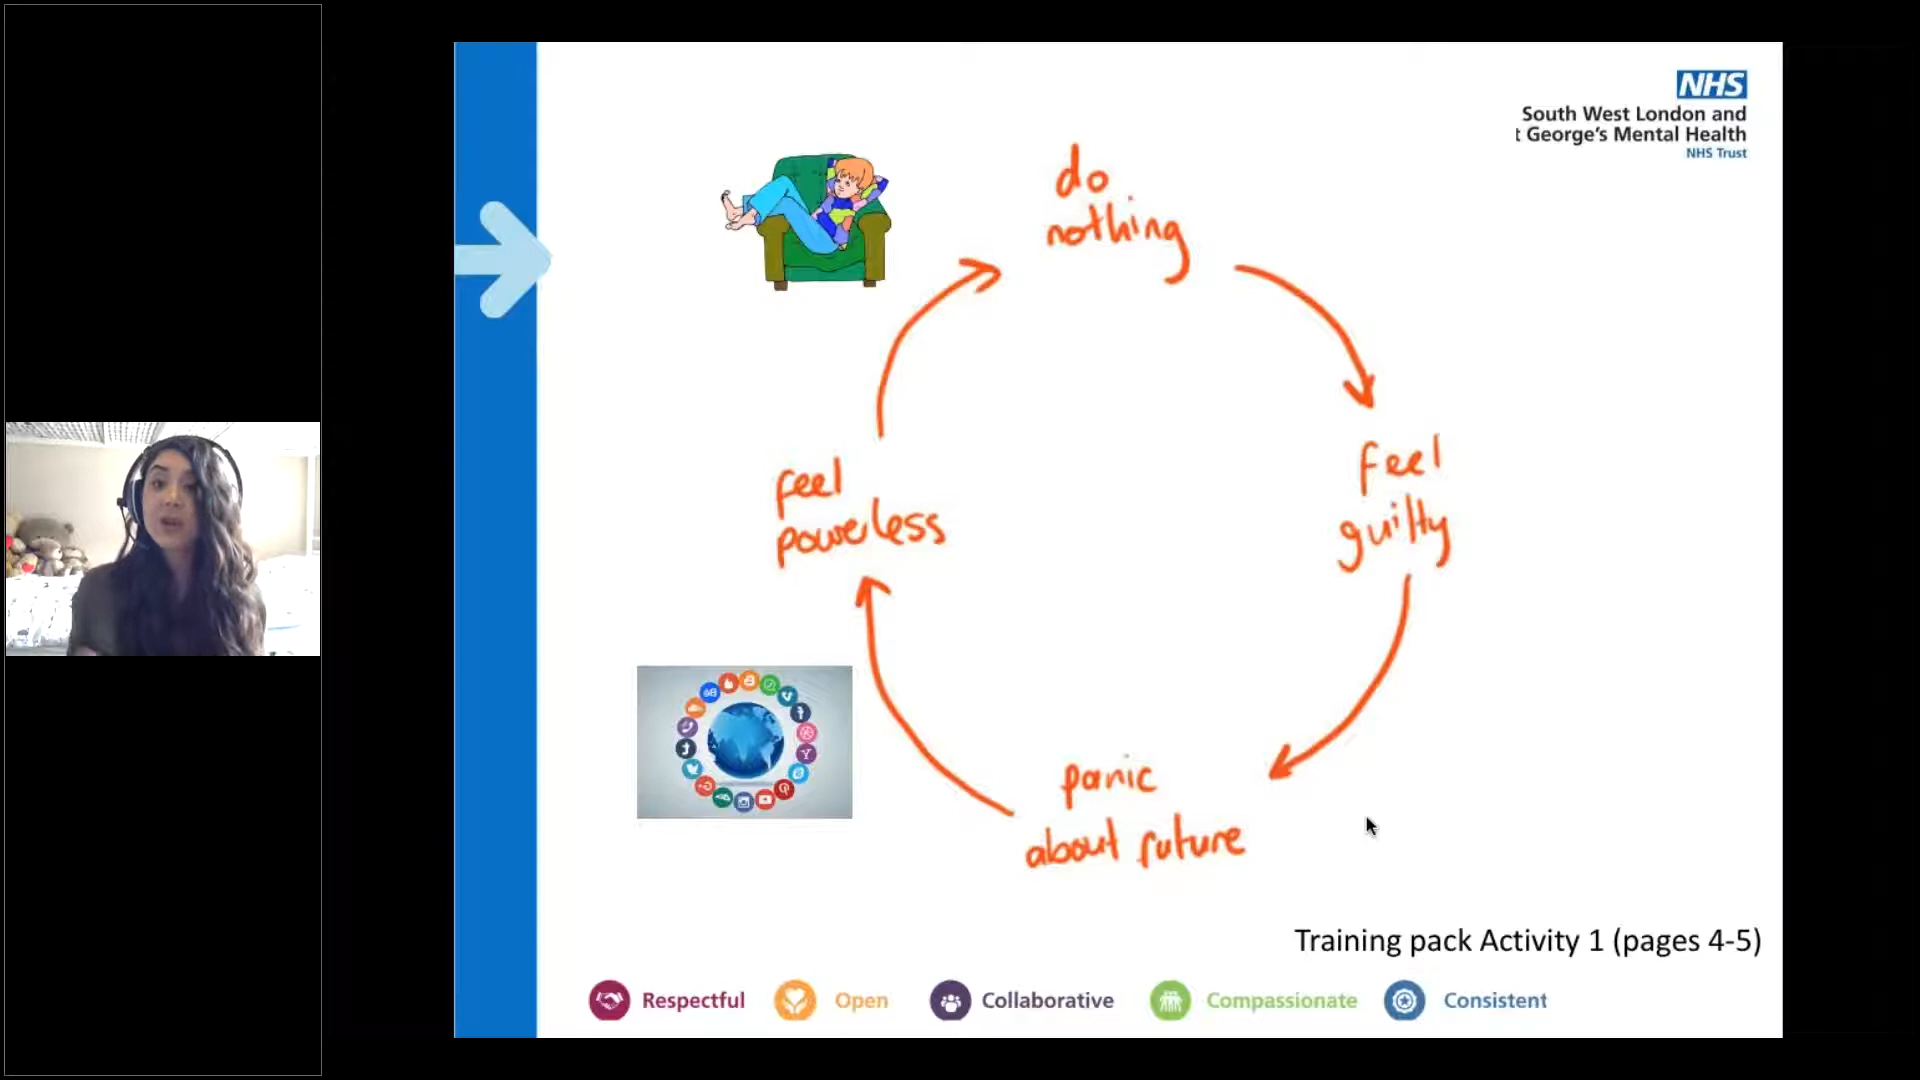 NHS
South West London and
t George's Mental Health
NHS Trust
do
nothing
feel
guilty
panic
about future
feel
powerless
Training pack Activity 1 (pages 4-5)
Respectful
Open
Collaborative
Compassionate
Consistent